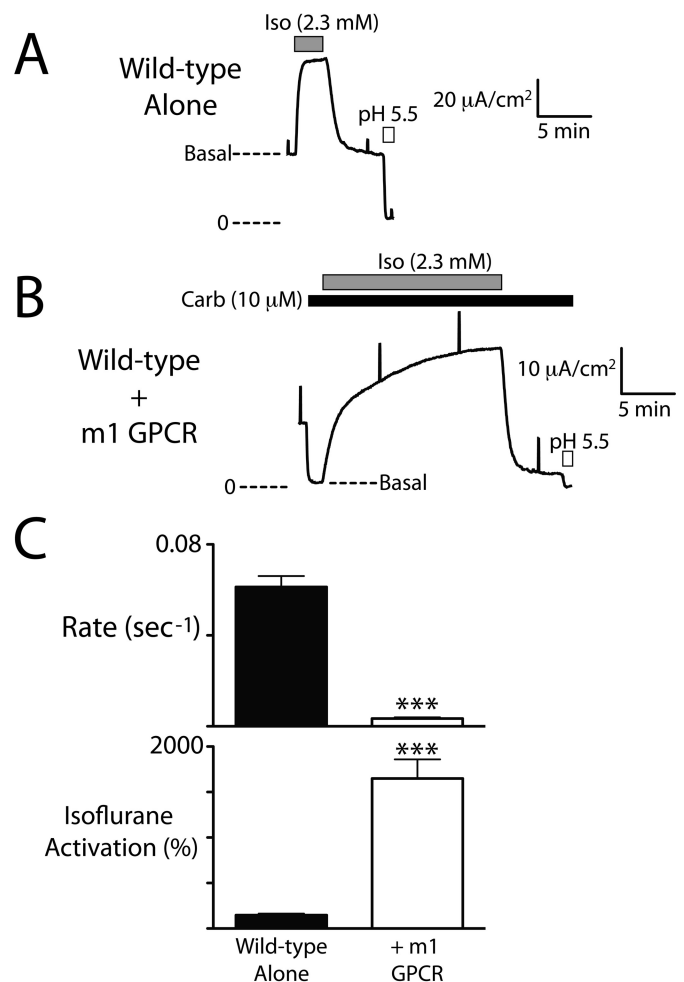 A
Iso (2.3 mM)
Wild-type
Alone
pH 5.5
20 μA/cm²
5 min
Basal
0
B
Iso (2.3 mM)
Carb (10 μM)
Wild-type
+
m1 GPCR
10 μA/cm²
5 min
pH 5.5
0
Basal
C
0.08
Rate (sec⁻¹)
***
2000
***
Isoflurane
Activation (%)
Wild-type
Alone
+ m1
GPCR